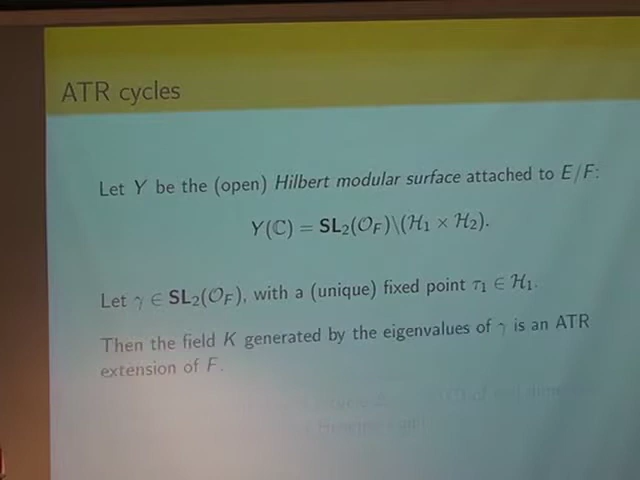 ATR cycles
Let Y be the (open) Hilbert modular surface attached to E/F:
Y(ℂ) = SL₂(𝒪_F)\(ℋ₁ × ℋ₂).
Let γ ∈ SL₂(𝒪_F), with a (unique) fixed point τ₁ ∈ ℋ₁.
Then the field K generated by the eigenvalues of γ is an ATR
extension of F.